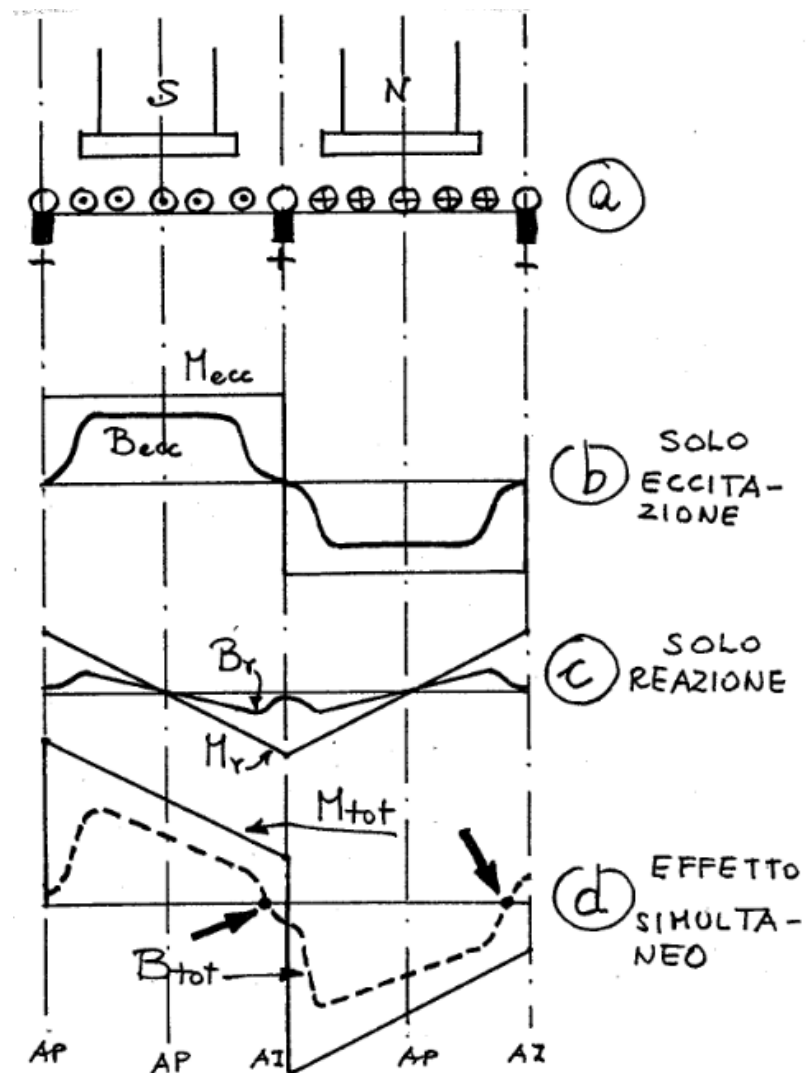 S N
a
+ + +
Mecc
Becc
b
SOLO
ECCITA-
ZIONE
Br
Mr
c
SOLO
REAZIONE
Mtot
Btot
d
EFFETTO
SIMULTA-
NEO
AP AP AI AP AI